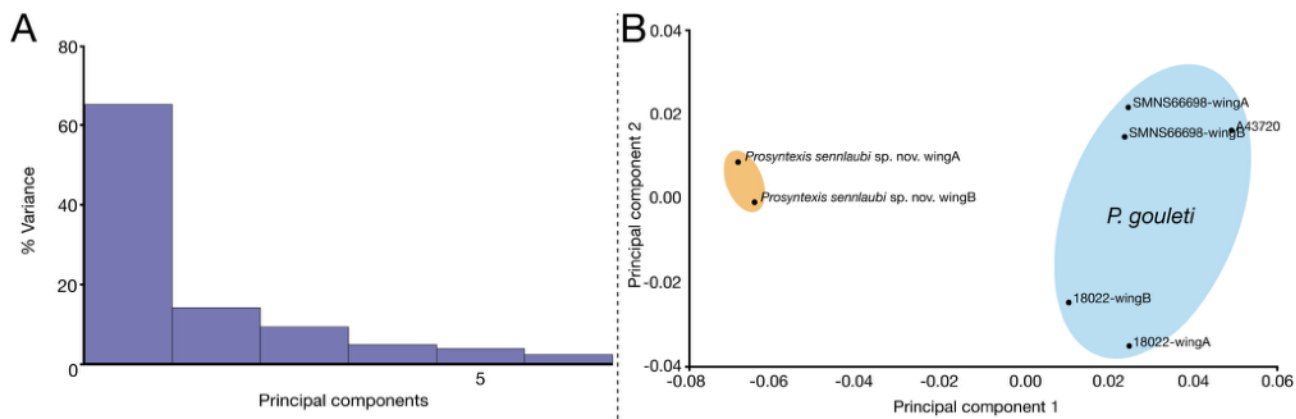 A
80
60
40
20
0
% Variance
5
Principal components
B
0.04
0.02
0.00
-0.02
-0.04
Principal component 2
SMNS66698-wingA
A43720
SMNS66698-wingB
Prosyntexis sennlaubi sp. nov. wingA
Prosyntexis sennlaubi sp. nov. wingB
P. gouleti
18022-wingB
18022-wingA
-0.08 -0.06 -0.04 -0.02 0.00 0.02 0.04 0.06
Principal component 1